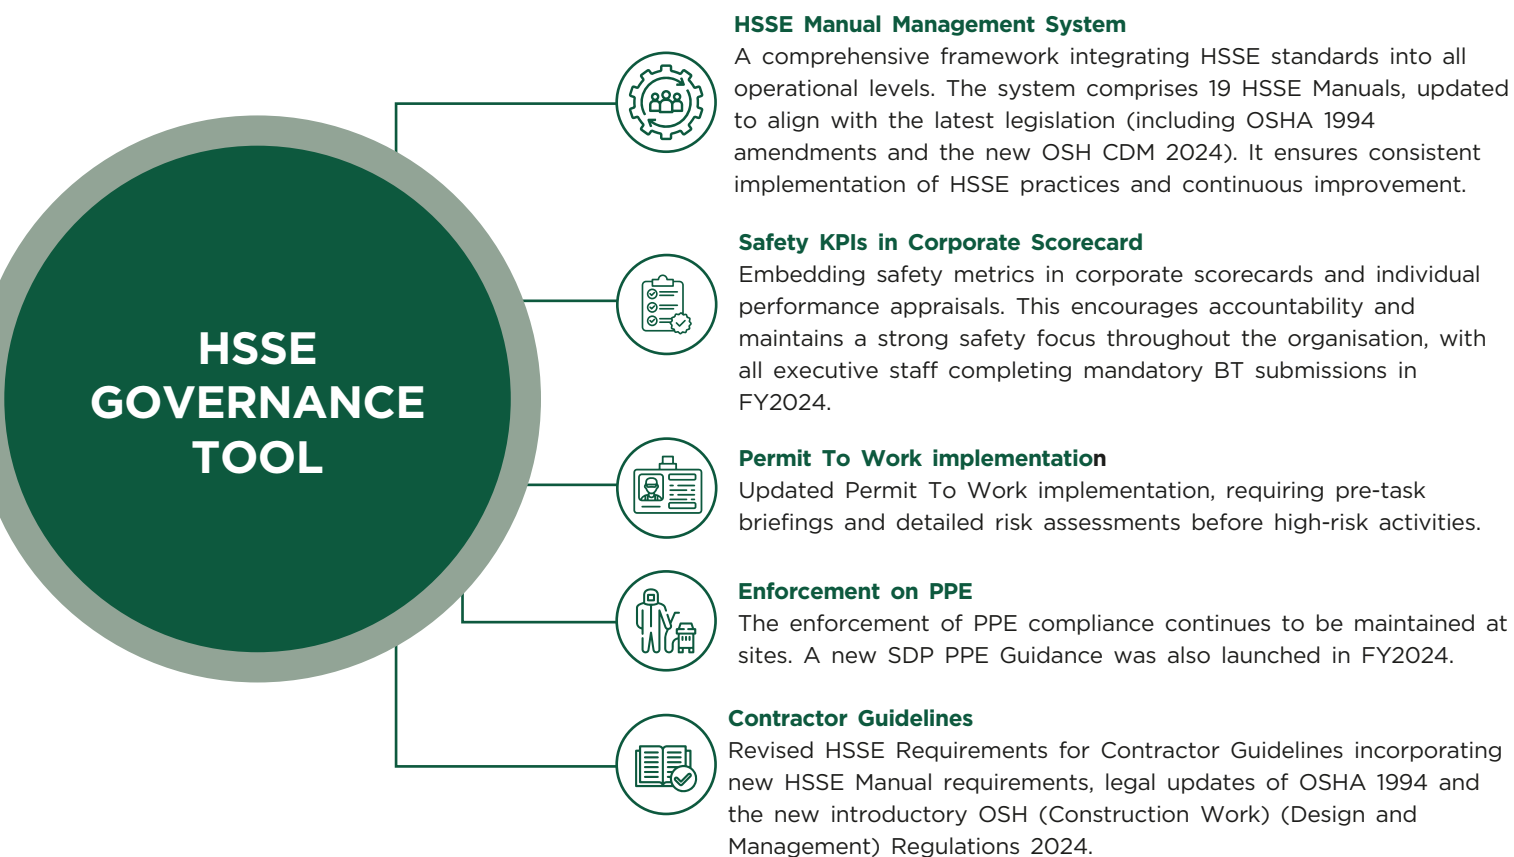 HSSE
GOVERNANCE
TOOL
HSSE Manual Management System
A comprehensive framework integrating HSSE standards into all
operational levels. The system comprises 19 HSSE Manuals, updated
to align with the latest legislation (including OSHA 1994
amendments and the new OSH CDM 2024). It ensures consistent
implementation of HSSE practices and continuous improvement.
Safety KPIs in Corporate Scorecard
Embedding safety metrics in corporate scorecards and individual
performance appraisals. This encourages accountability and
maintains a strong safety focus throughout the organisation, with
all executive staff completing mandatory BT submissions in
FY2024.
Permit To Work implementation
Updated Permit To Work implementation, requiring pre-task
briefings and detailed risk assessments before high-risk activities.
Enforcement on PPE
The enforcement of PPE compliance continues to be maintained at
sites. A new SDP PPE Guidance was also launched in FY2024.
Contractor Guidelines
Revised HSSE Requirements for Contractor Guidelines incorporating
new HSSE Manual requirements, legal updates of OSHA 1994 and
the new introductory OSH (Construction Work) (Design and
Management) Regulations 2024.